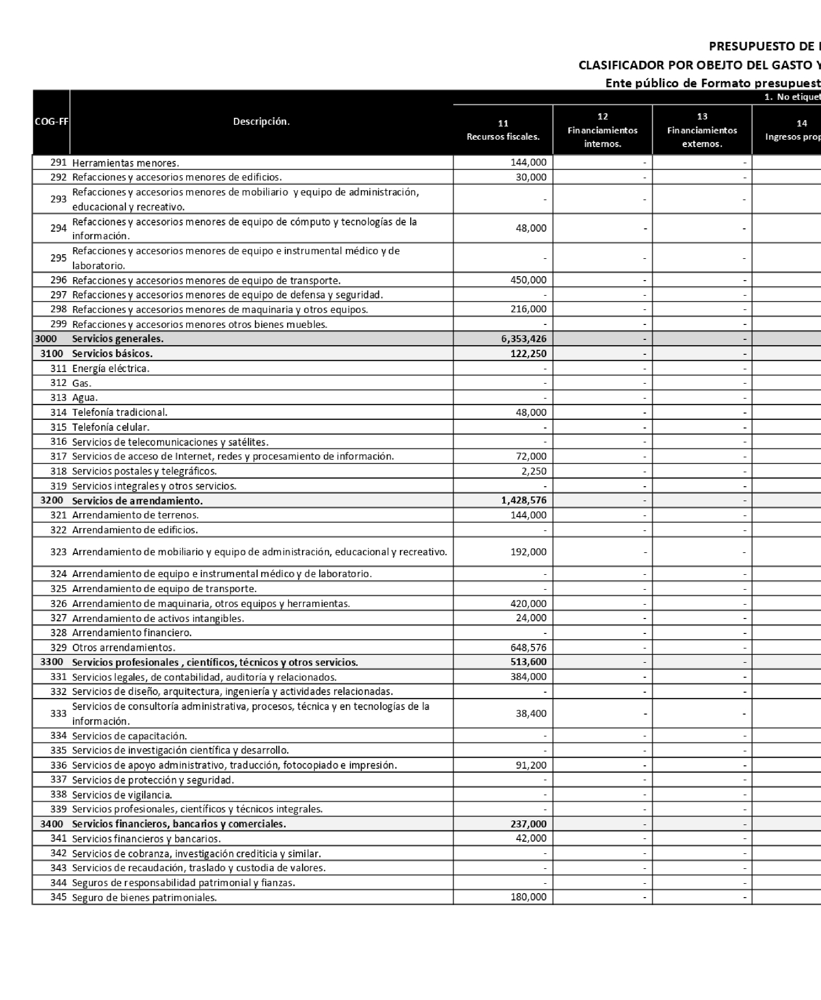 PRESUPUESTO DE
CLASIFICADOR POR OBEJTO DEL GASTO Y
Ente público de Formato presupuest
1. No etiquet
COG-FF Descripción. 11 Recursos fiscales. 12 Financiamientos internos. 13 Financiamientos externos. 14 Ingresos prop
291 Herramientas menores. 144,000 - -
292 Refacciones y accesorios menores de edificios. 30,000 - -
293 Refacciones y accesorios menores de mobiliario y equipo de administración,
educacional y recreativo. - - -
294 Refacciones y accesorios menores de equipo de cómputo y tecnologías de la
información. 48,000 - -
295 Refacciones y accesorios menores de equipo e instrumental médico y de
laboratorio. - - -
296 Refacciones y accesorios menores de equipo de transporte. 450,000 - -
297 Refacciones y accesorios menores de equipo de defensa y seguridad. - - -
298 Refacciones y accesorios menores de maquinaria y otros equipos. 216,000 - -
299 Refacciones y accesorios menores otros bienes muebles. - - -
3000 Servicios generales. 6,353,426 - -
3100 Servicios básicos. 122,250 - -
311 Energía eléctrica. - - -
312 Gas. - - -
313 Agua. - - -
314 Telefonía tradicional. 48,000 - -
315 Telefonía celular. - - -
316 Servicios de telecomunicaciones y satélites. - - -
317 Servicios de acceso de Internet, redes y procesamiento de información. 72,000 - -
318 Servicios postales y telegráficos. 2,250 - -
319 Servicios integrales y otros servicios. - - -
3200 Servicios de arrendamiento. 1,428,576 - -
321 Arrendamiento de terrenos. 144,000 - -
322 Arrendamiento de edificios. - - -
323 Arrendamiento de mobiliario y equipo de administración, educacional y recreativo. 192,000 - -
324 Arrendamiento de equipo e instrumental médico y de laboratorio. - - -
325 Arrendamiento de equipo de transporte. - - -
326 Arrendamiento de maquinaria, otros equipos y herramientas. 420,000 - -
327 Arrendamiento de activos intangibles. 24,000 - -
328 Arrendamiento financiero. - - -
329 Otros arrendamientos. 648,576 - -
3300 Servicios profesionales , científicos, técnicos y otros servicios. 513,600 - -
331 Servicios legales, de contabilidad, auditoría y relacionados. 384,000 - -
332 Servicios de diseño, arquitectura, ingeniería y actividades relacionadas. - - -
333 Servicios de consultoría administrativa, procesos, técnica y en tecnologías de la
información. 38,400 - -
334 Servicios de capacitación. - - -
335 Servicios de investigación científica y desarrollo. - - -
336 Servicios de apoyo administrativo, traducción, fotocopiado e impresión. 91,200 - -
337 Servicios de protección y seguridad. - - -
338 Servicios de vigilancia. - - -
339 Servicios profesionales, científicos y técnicos integrales. - - -
3400 Servicios financieros, bancarios y comerciales. 237,000 - -
341 Servicios financieros y bancarios. 42,000 - -
342 Servicios de cobranza, investigación crediticia y similar. - - -
343 Servicios de recaudación, traslado y custodia de valores. - - -
344 Seguros de responsabilidad patrimonial y fianzas. - - -
345 Seguro de bienes patrimoniales. 180,000 - -